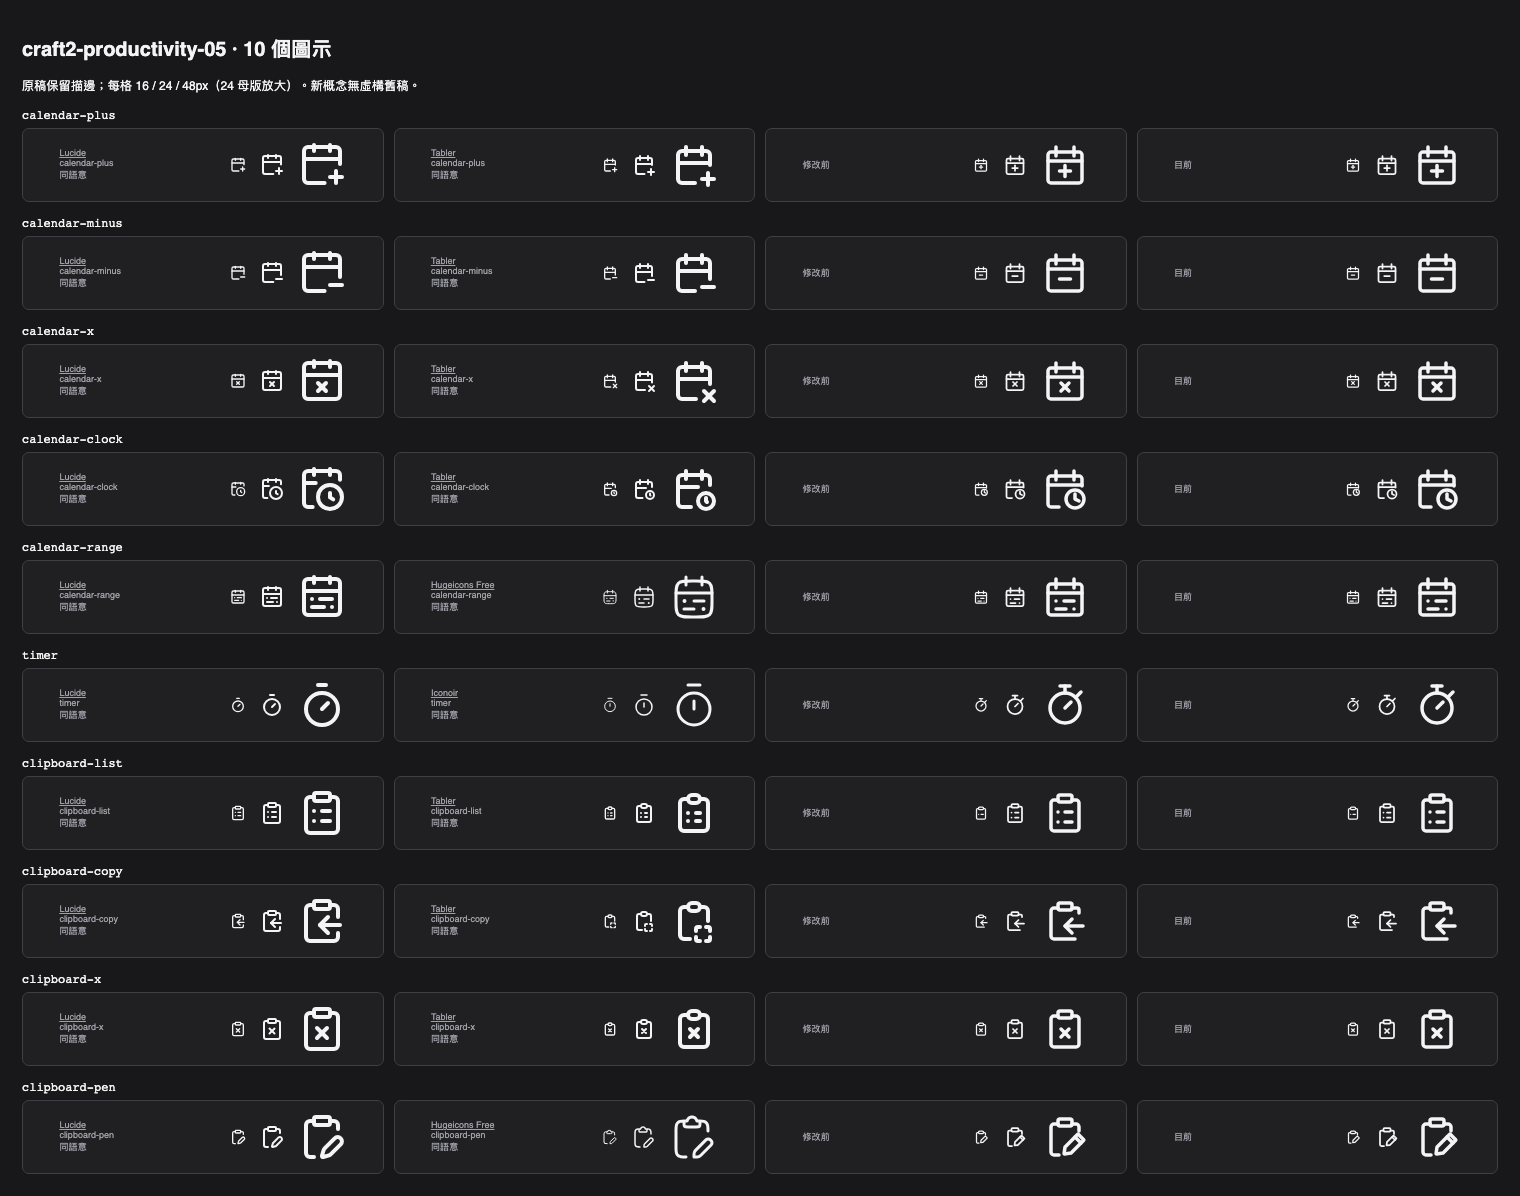 craft2-productivity-05 · 10 個圖示
原稿保留描邊；每格 16 / 24 / 48px（24 母版放大）。新概念無虛構舊稿。
calendar-plus
Lucide
calendar-plus
同語意
Tabler
calendar-plus
同語意
修改前
目前
calendar-minus
Lucide
calendar-minus
同語意
Tabler
calendar-minus
同語意
修改前
目前
calendar-x
Lucide
calendar-x
同語意
Tabler
calendar-x
同語意
修改前
目前
calendar-clock
Lucide
calendar-clock
同語意
Tabler
calendar-clock
同語意
修改前
目前
calendar-range
Lucide
calendar-range
同語意
Hugeicons Free
calendar-range
同語意
修改前
目前
timer
Lucide
timer
同語意
Iconoir
timer
同語意
修改前
目前
clipboard-list
Lucide
clipboard-list
同語意
Tabler
clipboard-list
同語意
修改前
目前
clipboard-copy
Lucide
clipboard-copy
同語意
Tabler
clipboard-copy
同語意
修改前
目前
clipboard-x
Lucide
clipboard-x
同語意
Tabler
clipboard-x
同語意
修改前
目前
clipboard-pen
Lucide
clipboard-pen
同語意
Hugeicons Free
clipboard-pen
同語意
修改前
目前